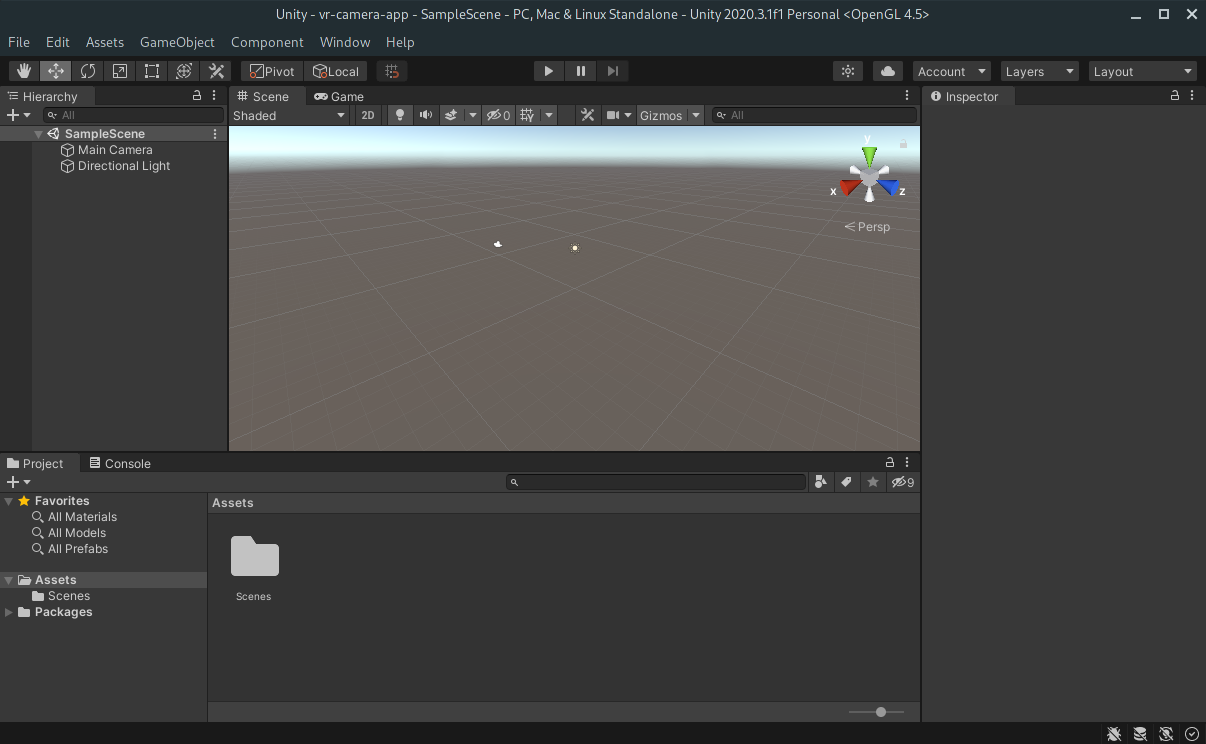 Unity - vr-camera-app - SampleScene - PC, Mac & Linux Standalone - Unity 2020.3.1f1 Personal <OpenGL 4.5>
File Edit Assets GameObject Component Window Help
Pivot Local Account Layers Layout
Hierarchy
Scene Game
Inspector
All
Shaded 2D 0 Gizmos All
SampleScene
Main Camera
Directional Light
y
x z
Persp
Project Console
9
Favorites
All Materials
All Models
All Prefabs
Assets
Scenes
Packages
Assets
Scenes